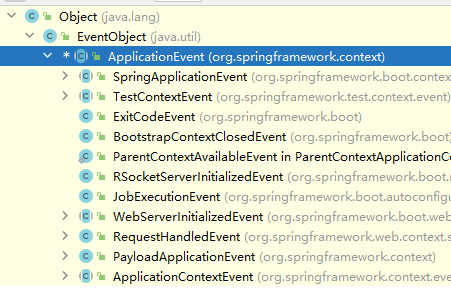 Object (java.lang)
EventObject (java.util)
* ApplicationEvent (org.springframework.context)
SpringApplicationEvent (org.springframework.boot.contex
TestContextEvent (org.springframework.test.context.event)
ExitCodeEvent (org.springframework.boot)
BootstrapContextClosedEvent (org.springframework.boot)
ParentContextAvailableEvent in ParentContextApplicationCo
RSocketServerInitializedEvent (org.springframework.boot.r
JobExecutionEvent (org.springframework.boot.autoconfigu
WebServerInitializedEvent (org.springframework.boot.web
RequestHandledEvent (org.springframework.web.context.s
PayloadApplicationEvent (org.springframework.context)
ApplicationContextEvent (org.springframework.context.eve